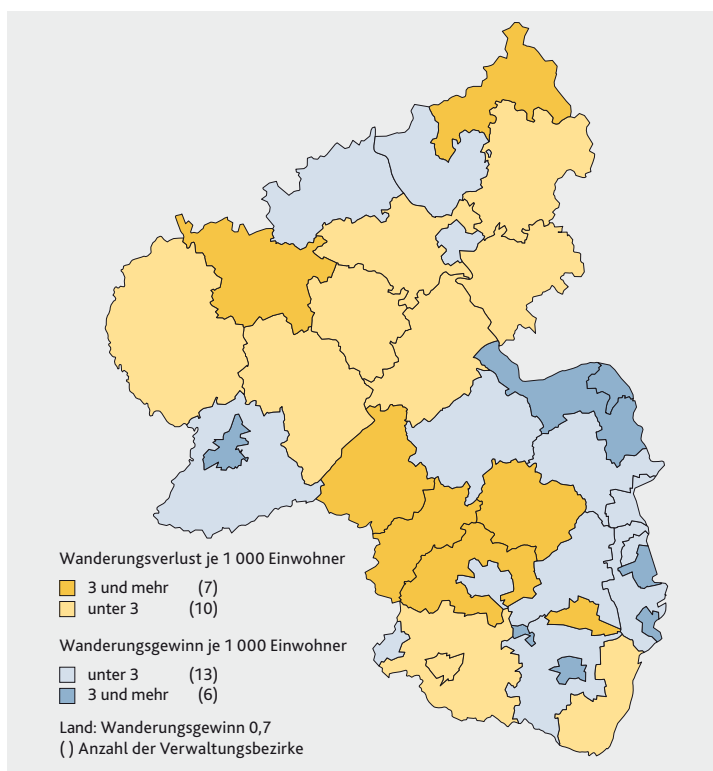 Wanderungsverlust je 1 000 Einwohner
3 und mehr (7)
unter 3 (10)
Wanderungsgewinn je 1 000 Einwohner
unter 3 (13)
3 und mehr (6)
Land: Wanderungsgewinn 0,7
( ) Anzahl der Verwaltungsbezirke